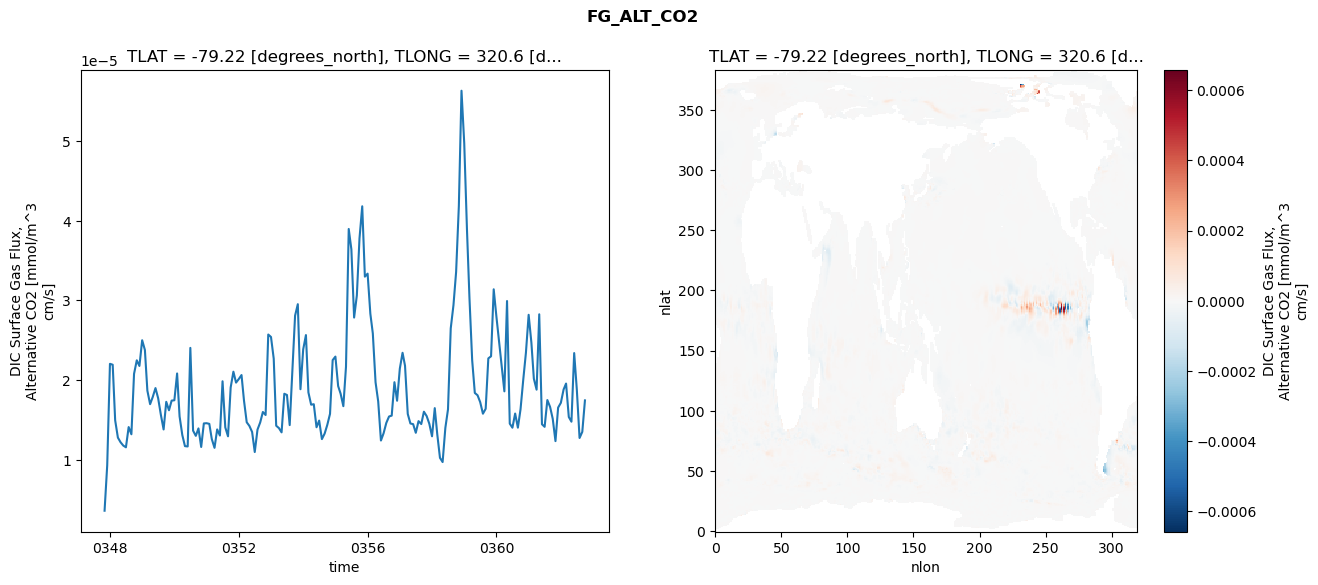 FG_ALT_CO2
TLAT = -79.22 [degrees_north], TLONG = 320.6 [d...
1e−5
5
4
3
2
1
DIC Surface Gas Flux,
Alternative CO2 [mmol/m^3
cm/s]
0348
0352
0356
0360
time
TLAT = -79.22 [degrees_north], TLONG = 320.6 [d...
350
300
250
200
150
100
50
0
nlat
0
50
100
150
200
250
300
nlon
0.0006
0.0004
0.0002
0.0000
−0.0002
−0.0004
−0.0006
DIC Surface Gas Flux,
Alternative CO2 [mmol/m^3
cm/s]